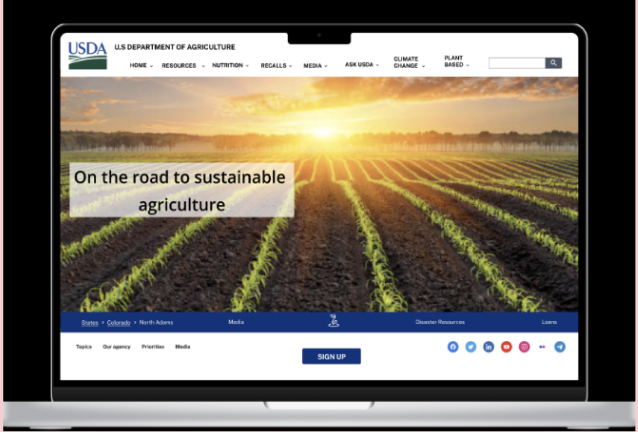 USDA
U.S DEPARTMENT OF AGRICULTURE
HOME RESOURCES NUTRITION RECALLS MEDIA ASK USDA CLIMATE CHANGE PLANT BASED
On the road to sustainable
agriculture
States > Colorado > North Adams Media Disaster Resources Loans
Topics Our agency Priorities Media
SIGN UP